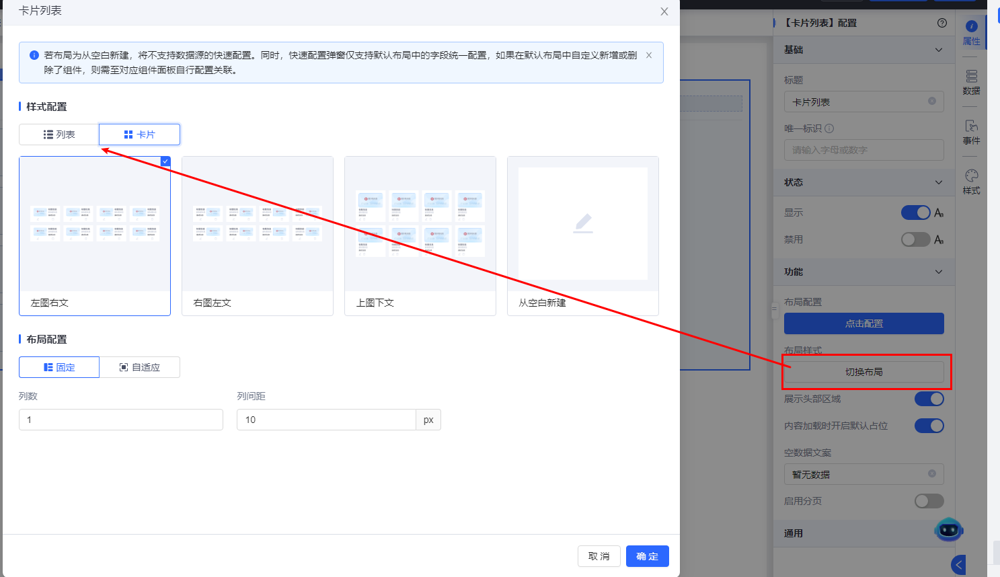 卡片列表
若布局为从空白新建，将不支持数据源的快速配置。同时，快速配置弹窗仅支持默认布局中的字段统一配置，如果在默认布局中自定义新增或删
除了组件，则需至对应组件面板自行配置关联。
样式配置
列表
卡片
左图右文
右图左文
上图下文
从空白新建
布局配置
固定
自适应
列数
列间距
1
10
px
取 消
确 定
【卡片列表】配置
基础
标题
卡片列表
唯一标识
请输入字母或数字
状态
显示
禁用
功能
布局配置
点击配置
布局样式
切换布局
展示头部区域
内容加载时开启默认占位
空数据文案
暂无数据
启用分页
通用
属性
数据
事件
样式